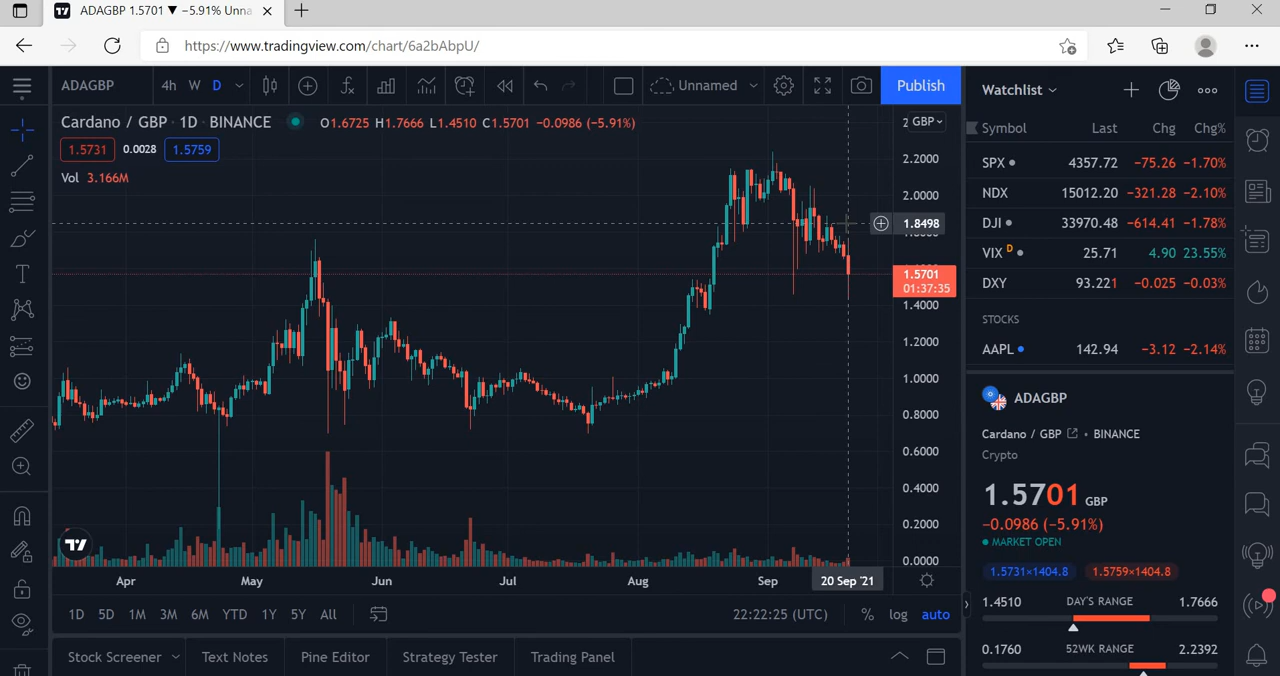 ADAGBP 1.5701 ▼ −5.91% Unna
https://www.tradingview.com/chart/6a2bAbpU/
ADAGBP 4h W D Unnamed Publish
Cardano / GBP · 1D · BINANCE O1.6725 H1.7666 L1.4510 C1.5701 −0.0986 (−5.91%)
1.5731 0.0028 1.5759
Vol 3.166M
GBP
2.2000
2.0000
1.8498
1.5701
01:37:35
1.4000
1.2000
1.0000
0.8000
0.6000
0.4000
0.2000
0.0000
Apr May Jun Jul Aug Sep 20 Sep '21
1D 5D 1M 3M 6M YTD 1Y 5Y All 22:22:25 (UTC) % log auto
Stock Screener Text Notes Pine Editor Strategy Tester Trading Panel
Watchlist
Symbol Last Chg Chg%
SPX 4357.72 −75.26 −1.70%
NDX 15012.20 −321.28 −2.10%
DJI 33970.48 −614.41 −1.78%
VIX D 25.71 4.90 23.55%
DXY 93.221 −0.025 −0.03%
STOCKS
AAPL 142.94 −3.12 −2.14%
ADAGBP
Cardano / GBP • BINANCE
Crypto
1.5701 GBP
−0.0986 (−5.91%)
MARKET OPEN
1.5731×1404.8 1.5759×1404.8
1.4510 DAY'S RANGE 1.7666
0.1760 52WK RANGE 2.2392